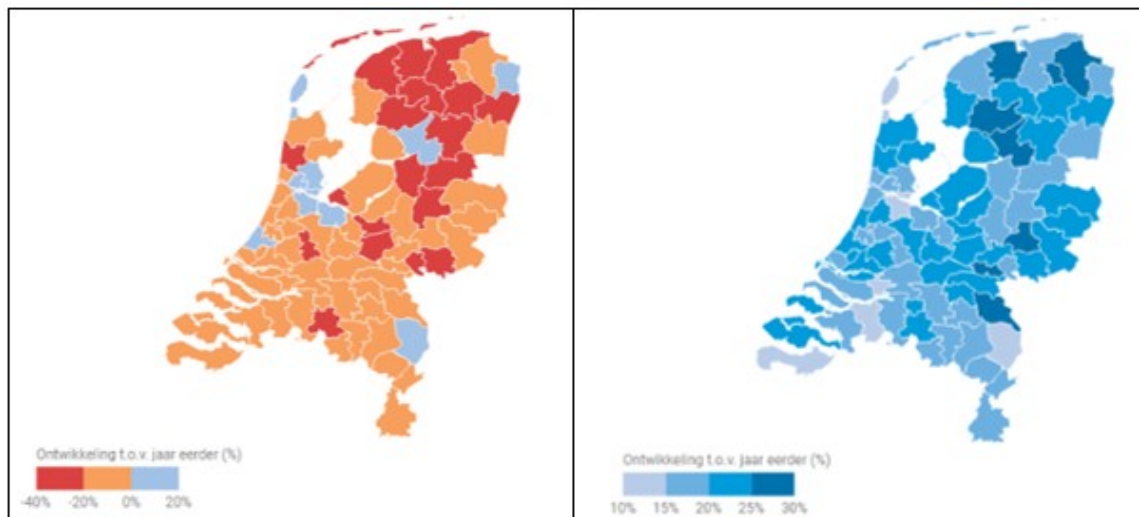 Ontwikkeling t.o.v. jaar eerder (%)
-40% -20% 0% 20%
Ontwikkeling t.o.v. jaar eerder (%)
10% 15% 20% 25% 30%